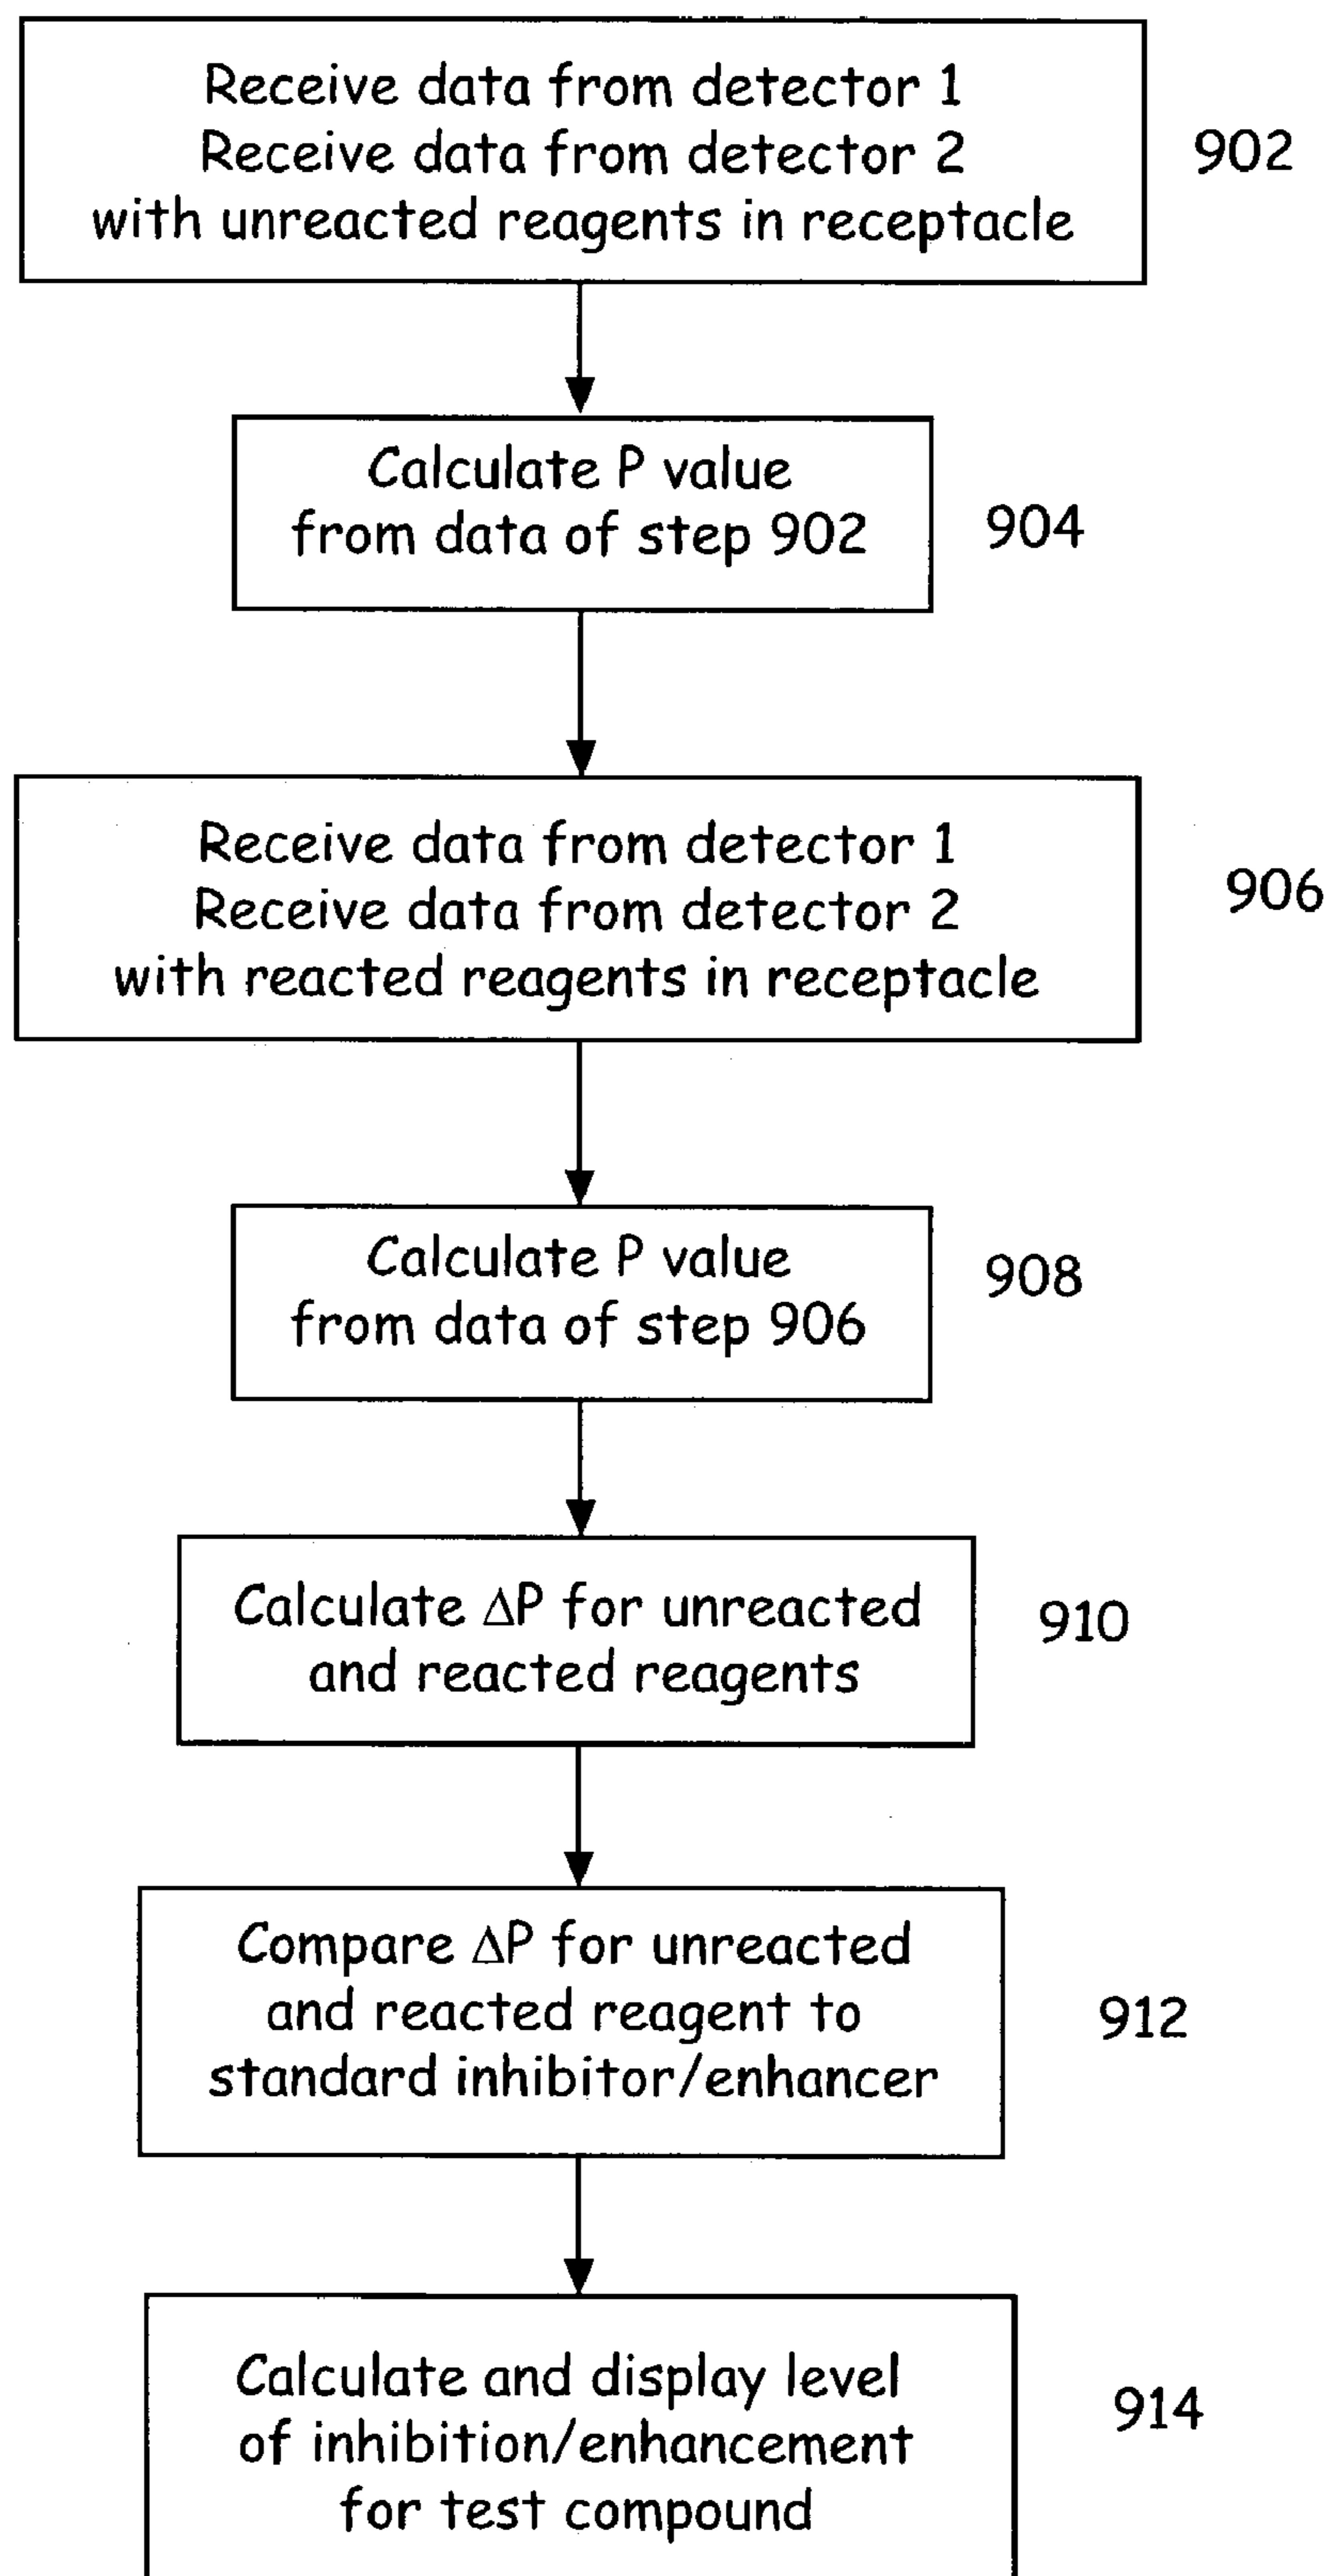 Receive data from detector 1
Receive data from detector 2
with unreacted reagents in receptacle
902
Calculate P value
from data of step 902
904
Receive data from detector 1
Receive data from detector 2
with reacted reagents in receptacle
906
Calculate P value
from data of step 906
908
Calculate ΔP for unreacted
and reacted reagents
910
Compare ΔP for unreacted
and reacted reagent to
standard inhibitor/enhancer
912
Calculate and display level
of inhibition/enhancement
for test compound
914